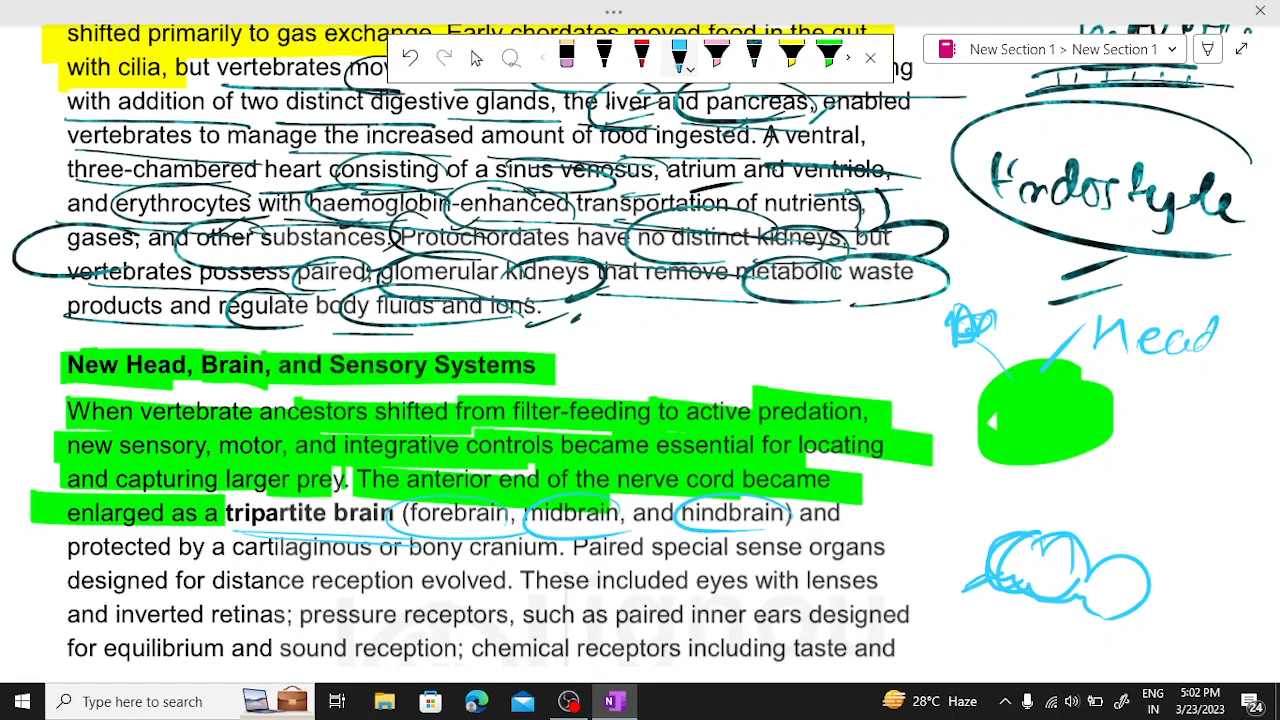 shifted primarily to gas exchange. Early chordates moved food in the gut
with cilia, but vertebrates mov
ng
New Section 1 > New Section 1
with addition of two distinct digestive glands, the liver and pancreas, enabled
vertebrates to manage the increased amount of food ingested. A ventral,
three-chambered heart consisting of a sinus venosus, atrium and ventricle,
and erythrocytes with haemoglobin-enhanced transportation of nutrients,
gases, and other substances. Protochordates have no distinct kidneys, but
vertebrates possess paired, glomerular kidneys that remove metabolic waste
products and regulate body fluids and ions.
Endostyle
Head
New Head, Brain, and Sensory Systems
When vertebrate ancestors shifted from filter-feeding to active predation,
new sensory, motor, and integrative controls became essential for locating
and capturing larger prey. The anterior end of the nerve cord became
enlarged as a tripartite brain (forebrain, midbrain, and hindbrain) and
protected by a cartilaginous or bony cranium. Paired special sense organs
designed for distance reception evolved. These included eyes with lenses
and inverted retinas; pressure receptors, such as paired inner ears designed
for equilibrium and sound reception; chemical receptors including taste and
Type here to search
28°C Haze
ENG
IN
5:02 PM
3/23/2023
24